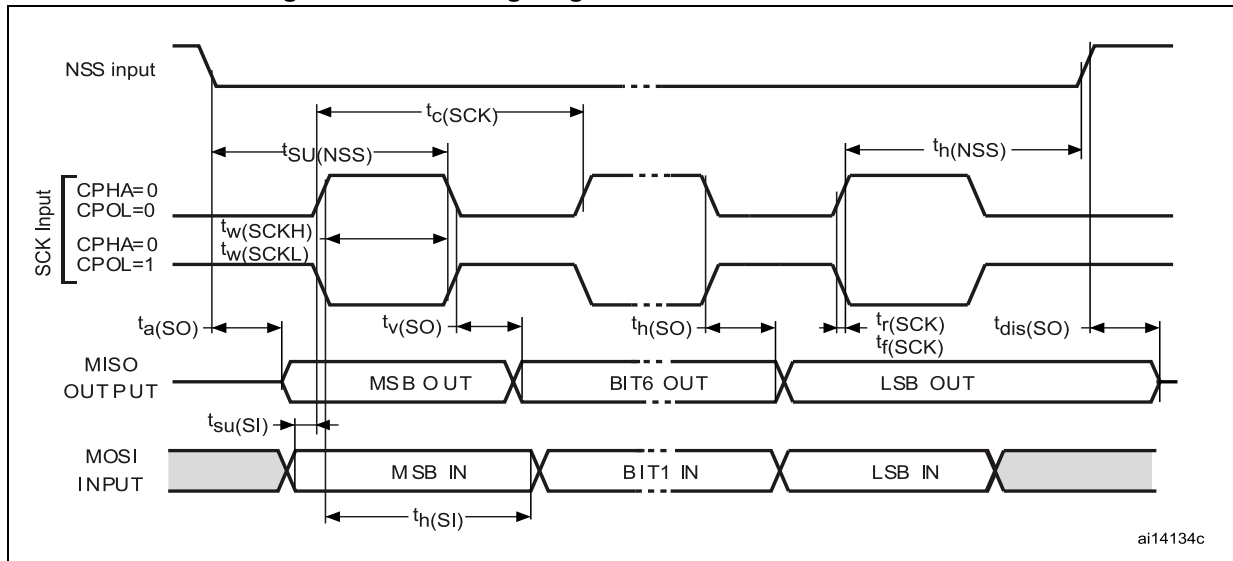 NSS input
tc(SCK)
tSU(NSS)
th(NSS)
SCK Input
CPHA=0
CPOL=0
tw(SCKH)
CPHA=0
tw(SCKL)
CPOL=1
ta(SO)
tv(SO)
th(SO)
tr(SCK)
tf(SCK)
tdis(SO)
MISO
OUTPUT
MSB OUT
BIT6 OUT
LSB OUT
tsu(SI)
MOSI
INPUT
MSB IN
BIT1 IN
LSB IN
th(SI)
ai14134c